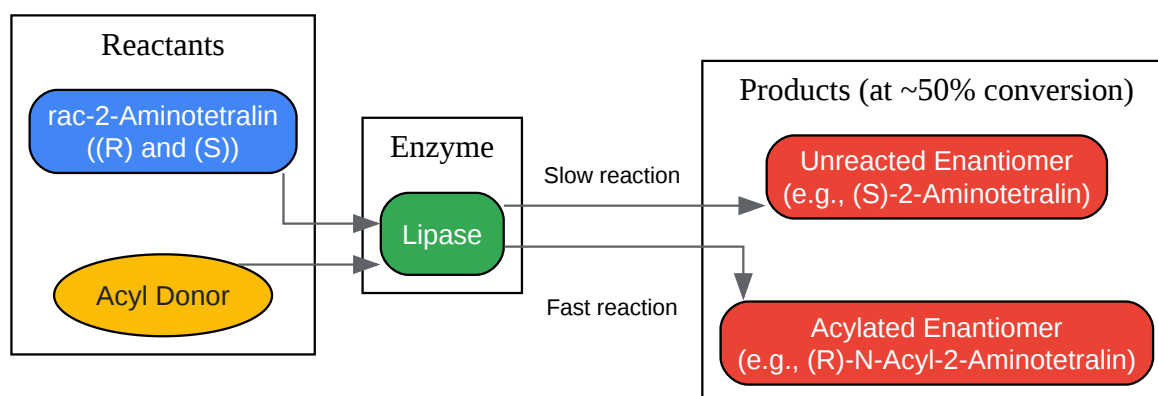 Reactants
rac-2-Aminotetralin
((R) and (S))
Acyl Donor
Enzyme
Lipase
Slow reaction
Fast reaction
Products (at ~50% conversion)
Unreacted Enantiomer
(e.g., (S)-2-Aminotetralin)
Acylated Enantiomer
(e.g., (R)-N-Acyl-2-Aminotetralin)